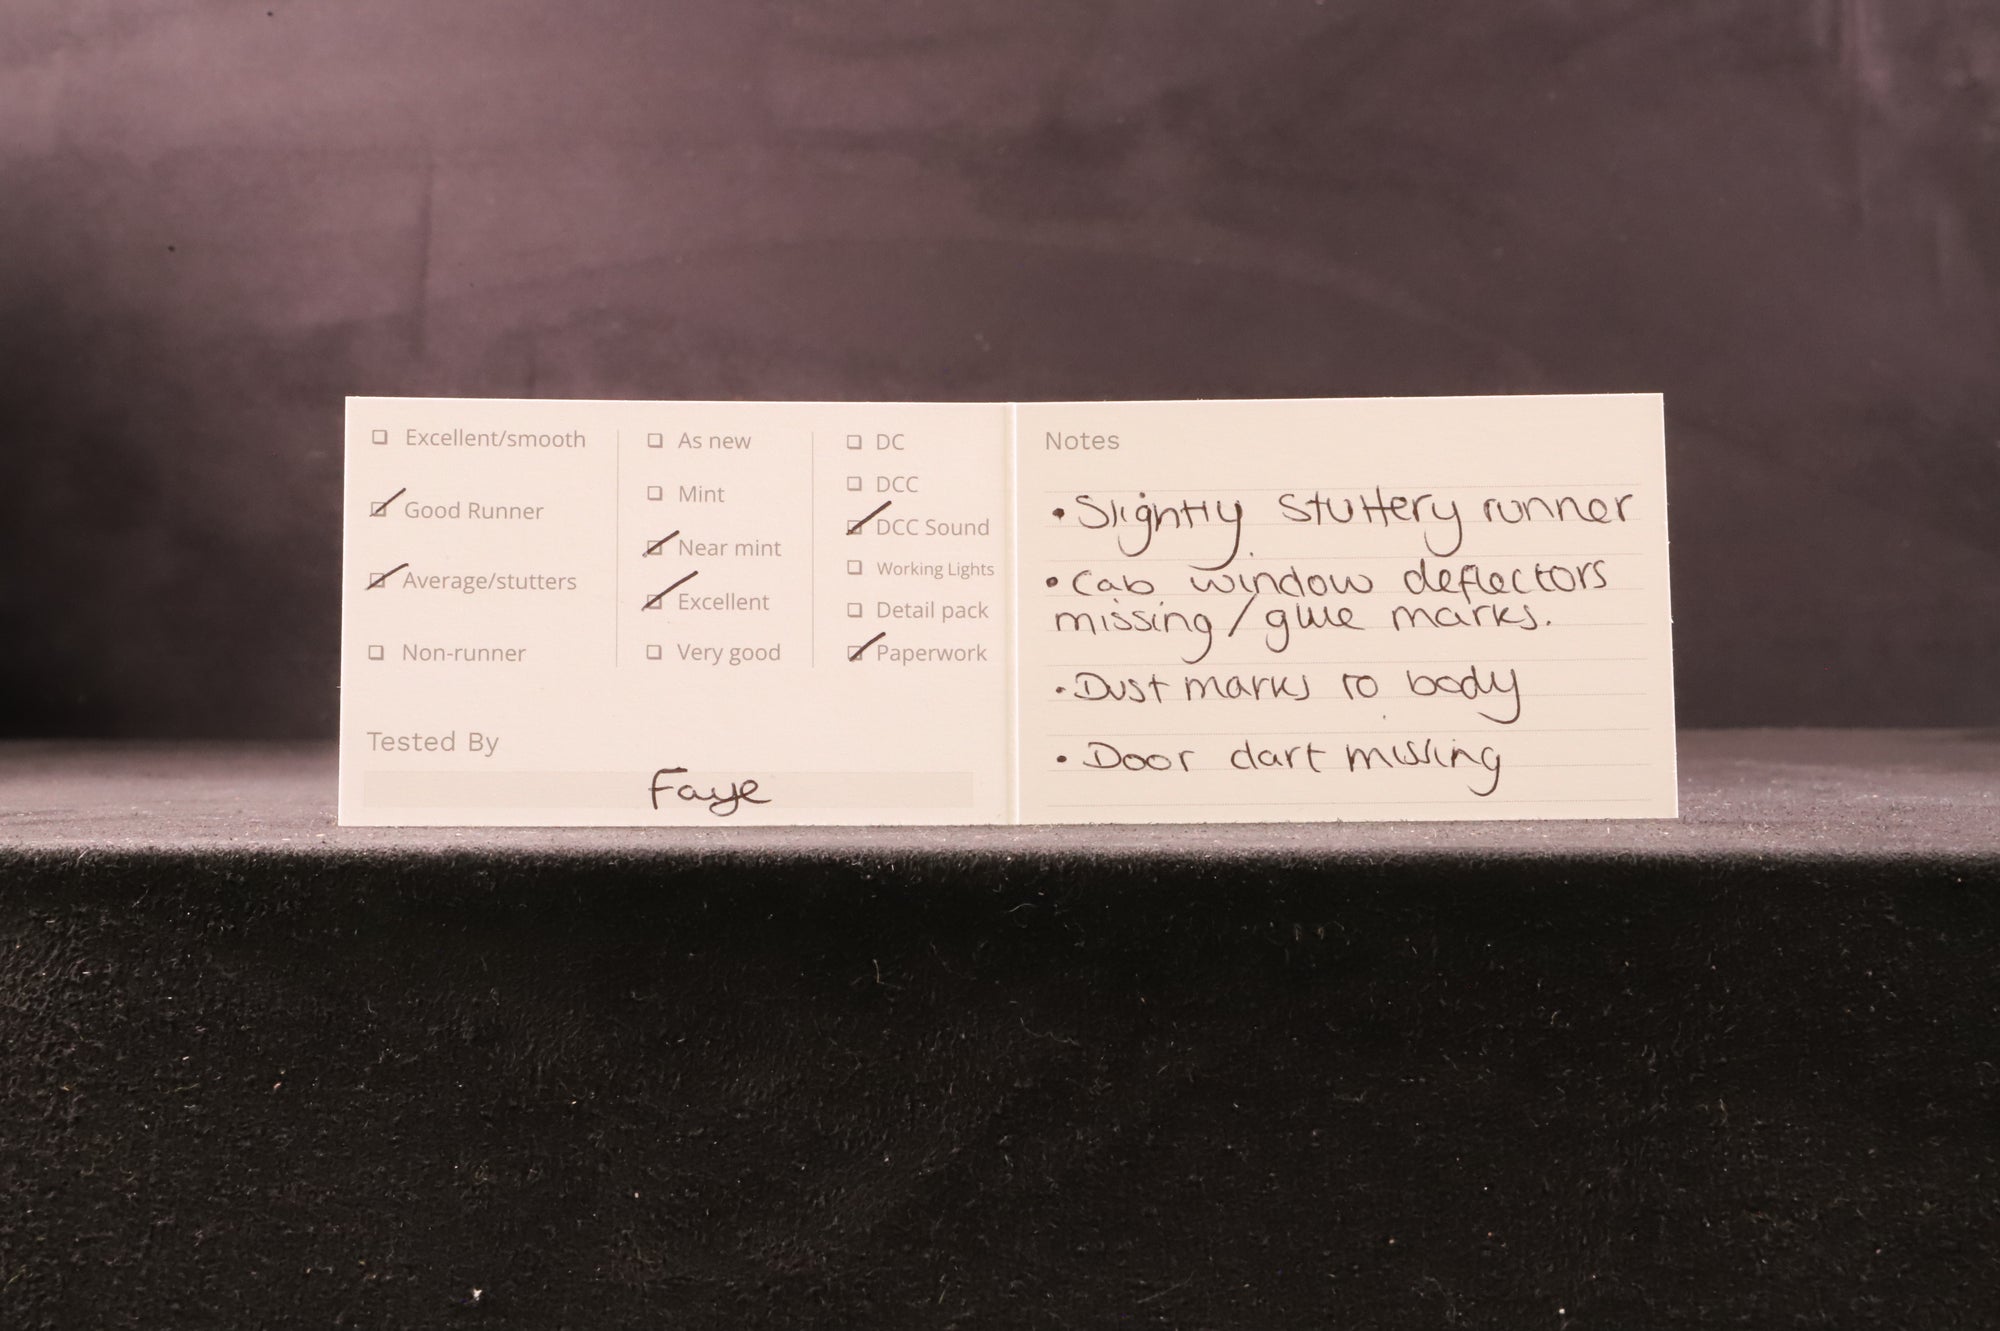 Excellent/smooth
Good Runner
Average/stutters
Non-runner
As new
Mint
Near mint
Excellent
Very good
DC
DCC
DCC Sound
Working Lights
Detail pack
Paperwork
Tested By
Faye
Notes
• Slightly stuttery runner
• Cab window deflectors
missing/glue marks.
• Dust marks to body
• Door dart missing